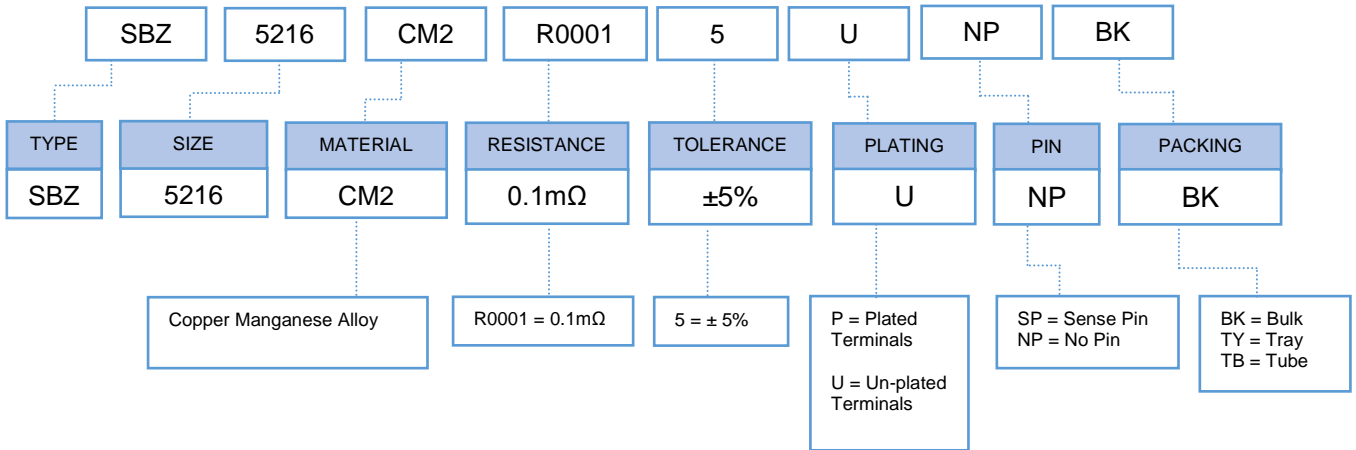 SBZ 5216 CM2 R0001 5 U NP BK
TYPE SIZE MATERIAL RESISTANCE TOLERANCE PLATING PIN PACKING
SBZ 5216 CM2 0.1mΩ ±5% U NP BK
Copper Manganese Alloy
R0001 = 0.1mΩ
5 = ± 5%
P = Plated
Terminals
U = Un-plated
Terminals
SP = Sense Pin
NP = No Pin
BK = Bulk
TY = Tray
TB = Tube